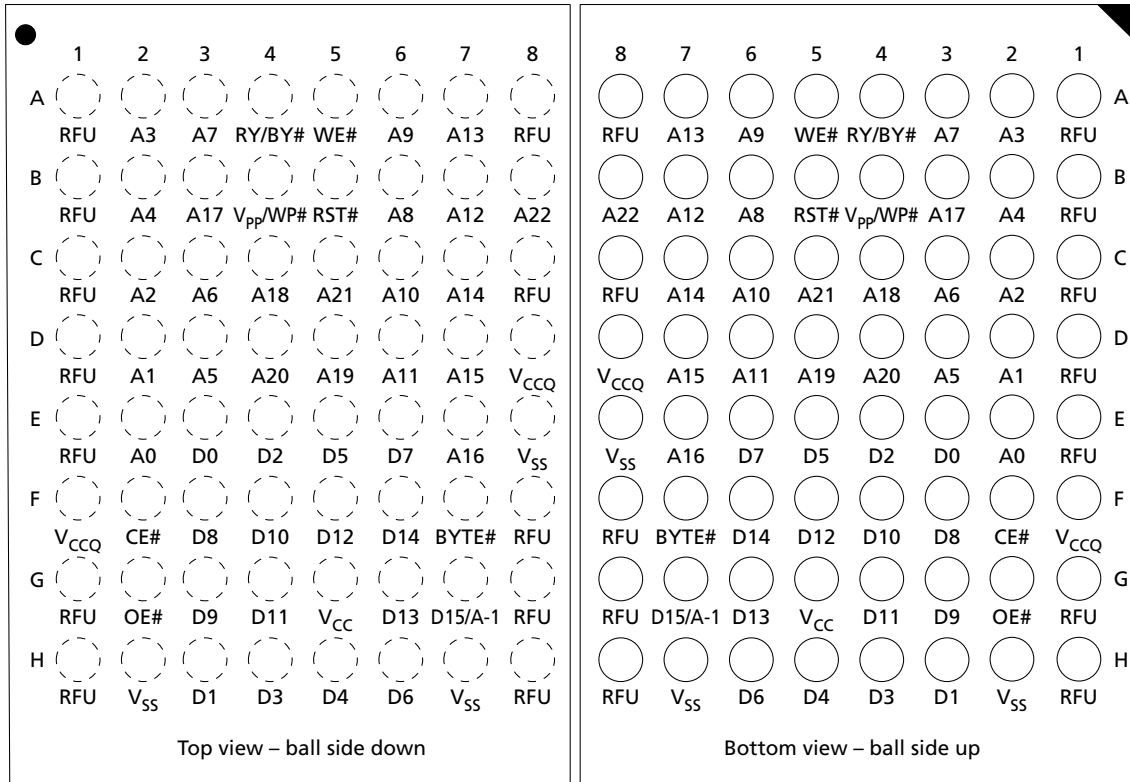 1 2 3 4 5 6 7 8
A
RFU A3 A7 RY/BY# WE# A9 A13 RFU
B
RFU A4 A17 VPP/WP# RST# A8 A12 A22
C
RFU A2 A6 A18 A21 A10 A14 RFU
D
RFU A1 A5 A20 A19 A11 A15 VCCQ
E
RFU A0 D0 D2 D5 D7 A16 VSS
F
VCCQ CE# D8 D10 D12 D14 BYTE# RFU
G
RFU OE# D9 D11 VCC D13 D15/A-1 RFU
H
RFU VSS D1 D3 D4 D6 VSS RFU
Top view – ball side down
8 7 6 5 4 3 2 1
A
RFU A13 A9 WE# RY/BY# A7 A3 RFU
B
A22 A12 A8 RST# VPP/WP# A17 A4 RFU
C
RFU A14 A10 A21 A18 A6 A2 RFU
D
VCCQ A15 A11 A19 A20 A5 A1 RFU
E
VSS A16 D7 D5 D2 D0 A0 RFU
F
RFU BYTE# D14 D12 D10 D8 CE# VCCQ
G
RFU D15/A-1 D13 VCC D11 D9 OE# RFU
H
RFU VSS D6 D4 D3 D1 VSS RFU
Bottom view – ball side up